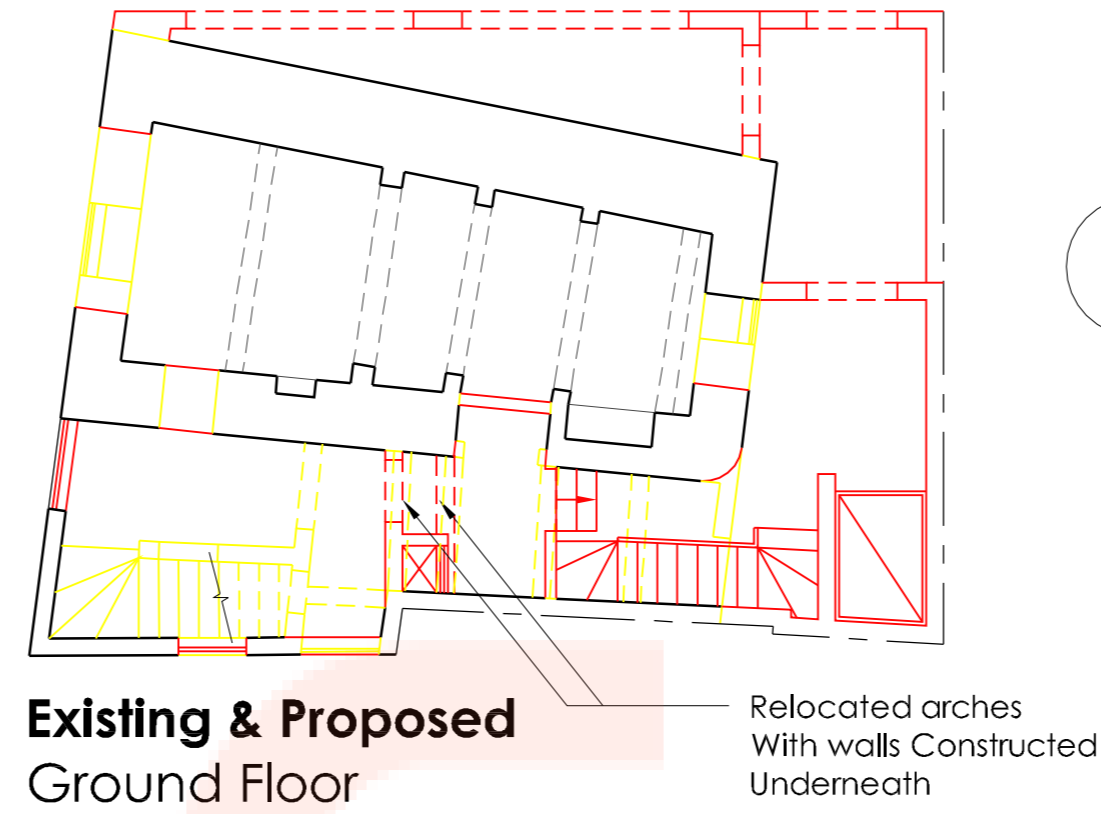 Existing & Proposed
Ground Floor
Relocated arches
With walls Constructed
Underneath